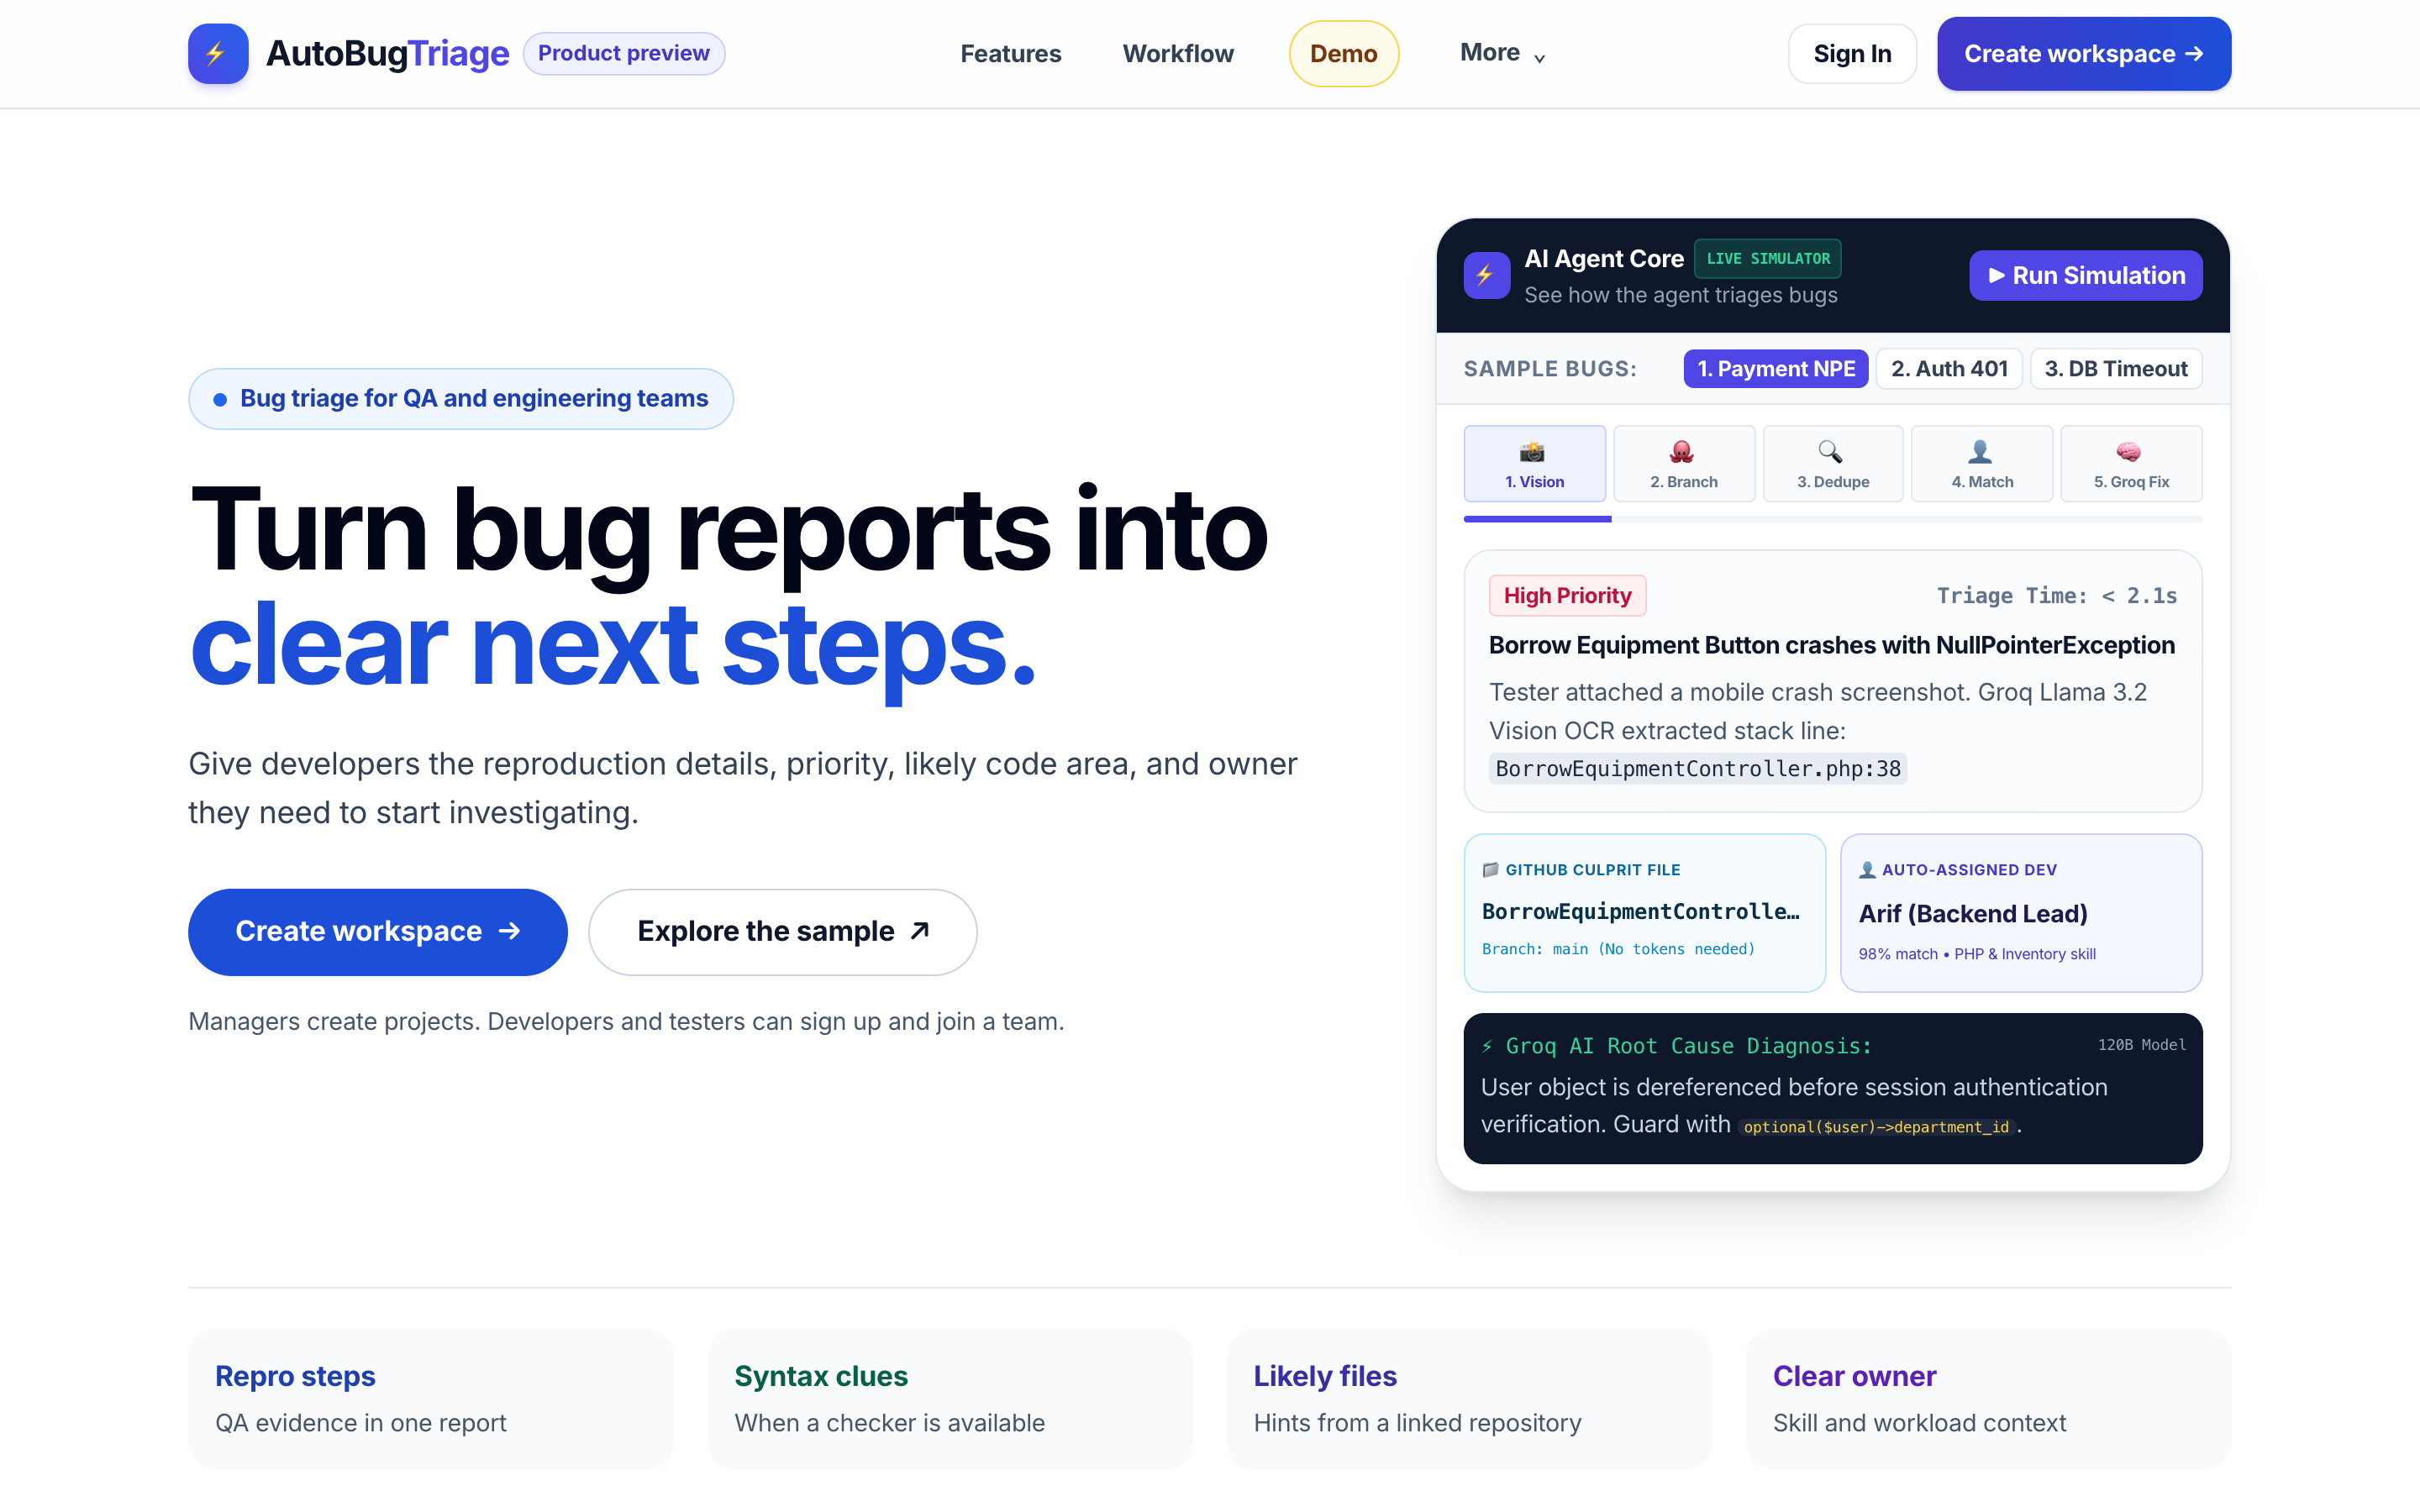 AutoBugTriage Product preview
Features Workflow Demo More
Sign In Create workspace →
Bug triage for QA and engineering teams
Turn bug reports into
clear next steps.
Give developers the reproduction details, priority, likely code area, and owner
they need to start investigating.
Create workspace → Explore the sample ↗
Managers create projects. Developers and testers can sign up and join a team.
AI Agent Core LIVE SIMULATOR
See how the agent triages bugs
▶ Run Simulation
SAMPLE BUGS: 1. Payment NPE 2. Auth 401 3. DB Timeout
1. Vision 2. Branch 3. Dedupe 4. Match 5. Groq Fix
High Priority Triage Time: < 2.1s
Borrow Equipment Button crashes with NullPointerException
Tester attached a mobile crash screenshot. Groq Llama 3.2
Vision OCR extracted stack line:
BorrowEquipmentController.php:38
GITHUB CULPRIT FILE
BorrowEquipmentControlle…
Branch: main (No tokens needed)
AUTO-ASSIGNED DEV
Arif (Backend Lead)
98% match • PHP & Inventory skill
⚡ Groq AI Root Cause Diagnosis: 120B Model
User object is dereferenced before session authentication
verification. Guard with optional($user)->department_id.
Repro steps
QA evidence in one report
Syntax clues
When a checker is available
Likely files
Hints from a linked repository
Clear owner
Skill and workload context